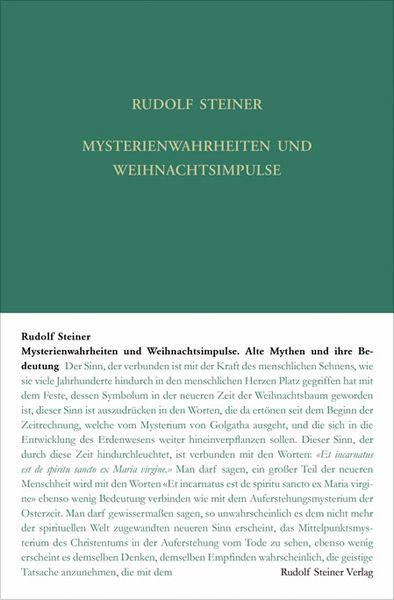 RUDOLF STEINER
MYSTERIENWAHRHEITEN UND
WEIHNACHTSIMPULSE
Rudolf Steiner
Mysterienwahrheiten und Weihnachtsimpulse. Alte Mythen und ihre Be-
deutung Der Sinn, der verbunden ist mit der Kraft des menschlichen Sehnens, wie
sie viele Jahrhunderte hindurch in den menschlichen Herzen Platz gegriffen hat mit
dem Feste, dessen Symbolum in der neueren Zeit der Weihnachtsbaum geworden
ist, dieser Sinn ist auszudrücken in den Worten, die da ertönen seit dem Beginn der
Zeitrechnung, welche vom Mysterium von Golgatha ausgeht, und die sich in die
Entwicklung des Erdenwesens weiter hineinverpflanzen sollen. Dieser Sinn, der
durch diese Zeit hindurchleuchtet, ist verbunden mit den Worten: «Et incarnatus
est de spiritu sancto ex Maria virgine.» Man darf sagen, ein großer Teil der neueren
Menschheit wird mit den Worten «Et incarnatus est de spiritu sancto ex Maria virgi-
ne» ebenso wenig Bedeutung verbinden wie mit dem Auferstehungsmysterium der
Osterzeit. Man darf gewissermaßen sagen, so unwahrscheinlich es dem nicht mehr
der spirituellen Welt zugewandten neueren Sinn erscheint, das Mittelpunktsmys-
terium des Christentums in der Auferstehung vom Tode zu sehen, ebenso wenig
erscheint es demselben Denken, demselben Empfinden wahrscheinlich, die geistige
Tatsache anzunehmen, die mit dem Rudolf Steiner Verlag